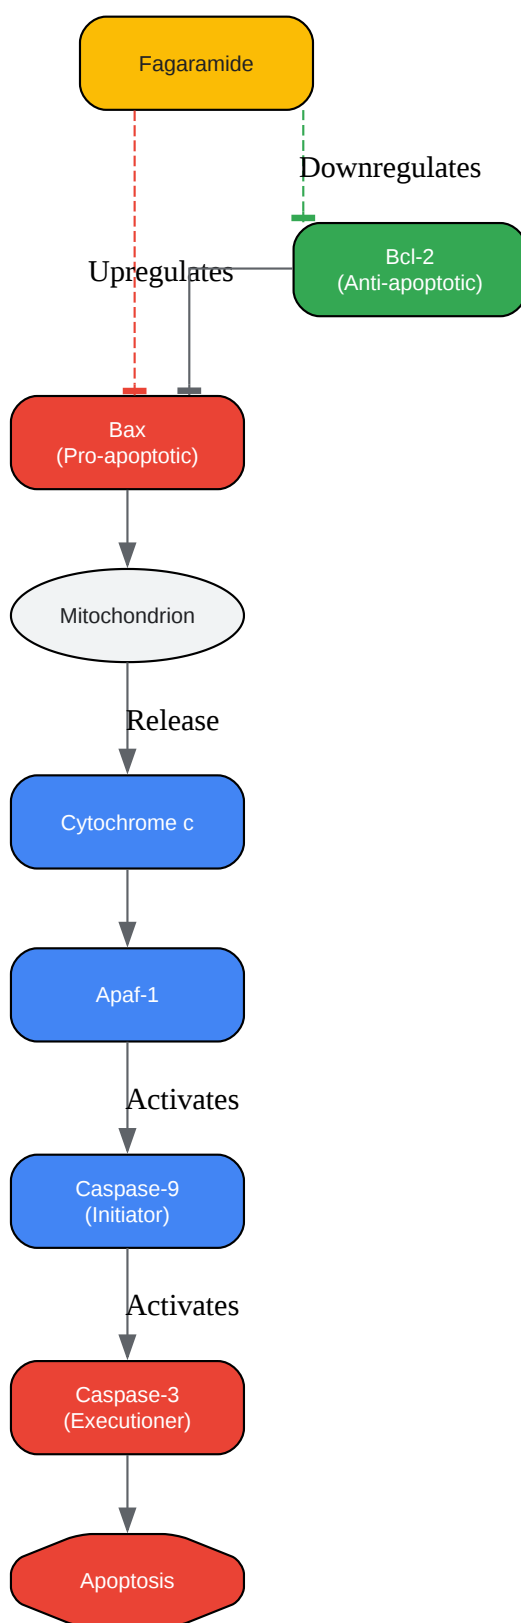 Fagaramide
Downregulates
Bcl-2
(Anti-apoptotic)
Upregulates
Bax
(Pro-apoptotic)
Mitochondrion
Release
Cytochrome c
Apaf-1
Activates
Caspase-9
(Initiator)
Activates
Caspase-3
(Executioner)
Apoptosis